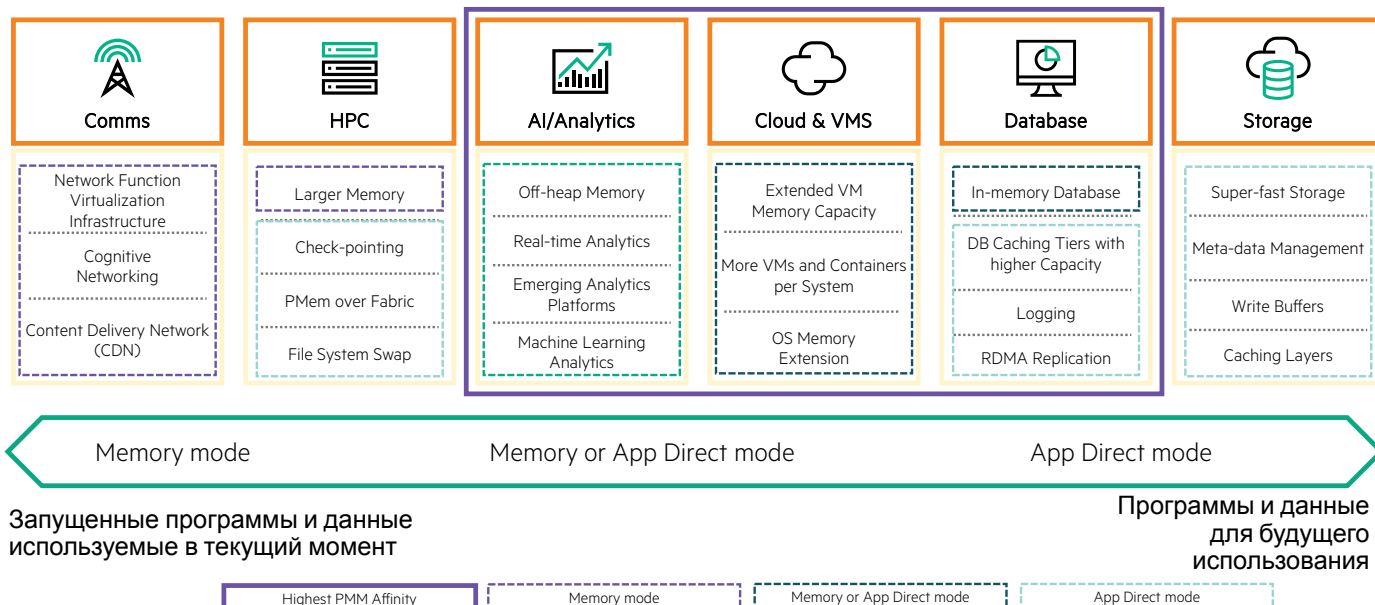 Comms
HPC
AI/Analytics
Cloud & VMS
Database
Storage
Network Function
Virtualization
Infrastructure
Cognitive
Networking
Content Delivery Network
(CDN)
Larger Memory
Check-pointing
PMem over Fabric
File System Swap
Off-heap Memory
Real-time Analytics
Emerging Analytics
Platforms
Machine Learning
Analytics
Extended VM
Memory Capacity
More VMs and Containers
per System
OS Memory
Extension
In-memory Database
DB Caching Tiers with
higher Capacity
Logging
RDMA Replication
Super-fast Storage
Meta-data Management
Write Buffers
Caching Layers
Memory mode
Memory or App Direct mode
App Direct mode
Запущенные программы и данные
используемые в текущий момент
Программы и данные
для будущего
использования
Highest PMM Affinity
Memory mode
Memory or App Direct mode
App Direct mode